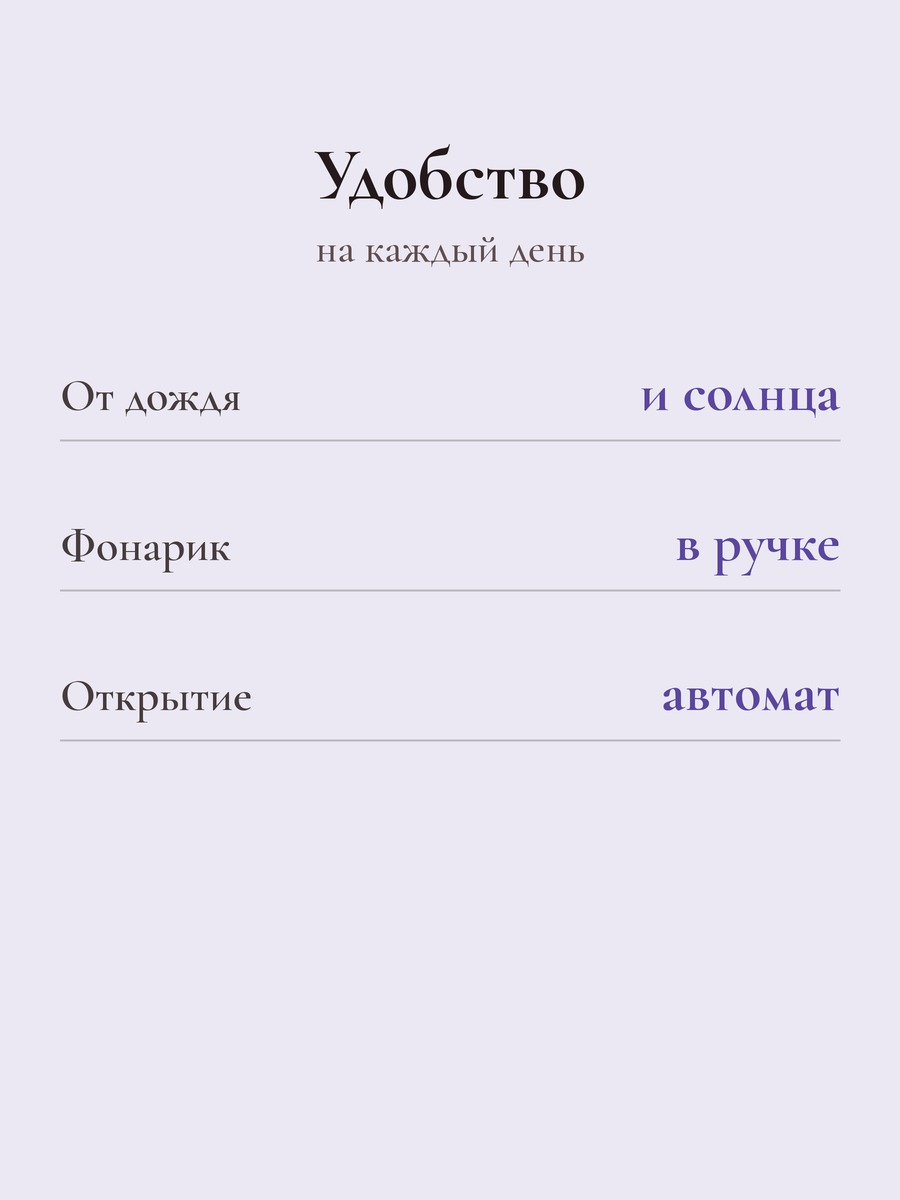 Удобство
на каждый день
От дождя и солнца
Фонарик в ручке
Открытие автомат